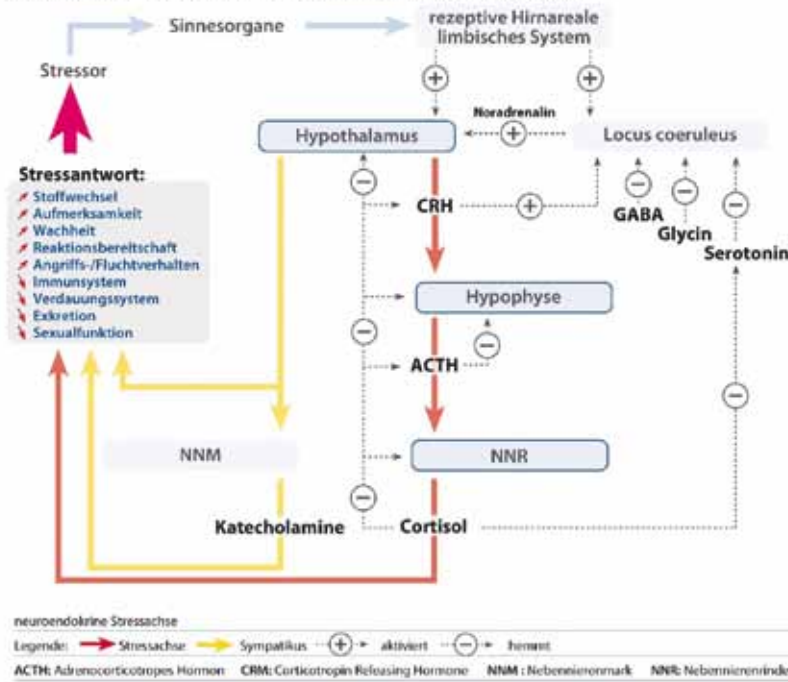 Sinnesorgane
rezeptive Hirnareale
limbisches System
Stressor
Noradrenalin
Hypothalamus
Locus coeruleus
Stressantwort:
Stoffwechsel
Aufmerksamkeit
Wachheit
Reaktionsbereitschaft
Angriffs-/Fluchtverhalten
Immunsystem
Verdauungssystem
Exkretion
Sexualfunktion
CRH
GABA
Glycin
Serotonin
Hypophyse
ACTH
NNM
NNR
Katecholamine
Cortisol
neuroendokrine Stressachse
Legende: Stressachse Sympatikus + aktiviert − hemmt
ACTH: Adrenocorticotropes Hormon CRM: Corticotropin Releasing Hormone NNM : Nebennierenmark NNR: Nebennierenrinde